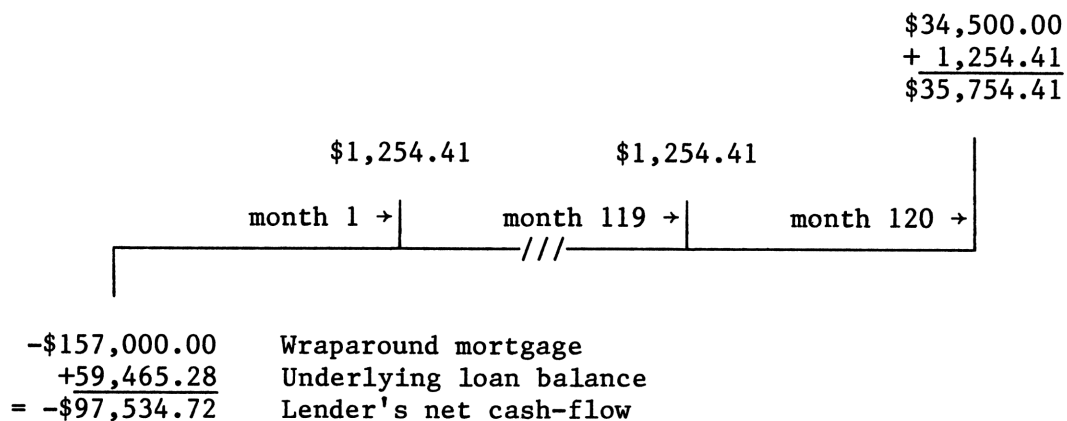 $34,500.00
+ 1,254.41
$35,754.41
$1,254.41 $1,254.41
month 1 → month 119 → month 120 →
///
-$157,000.00 Wraparound mortgage
+59,465.28 Underlying loan balance
= -$97,534.72 Lender's net cash-flow